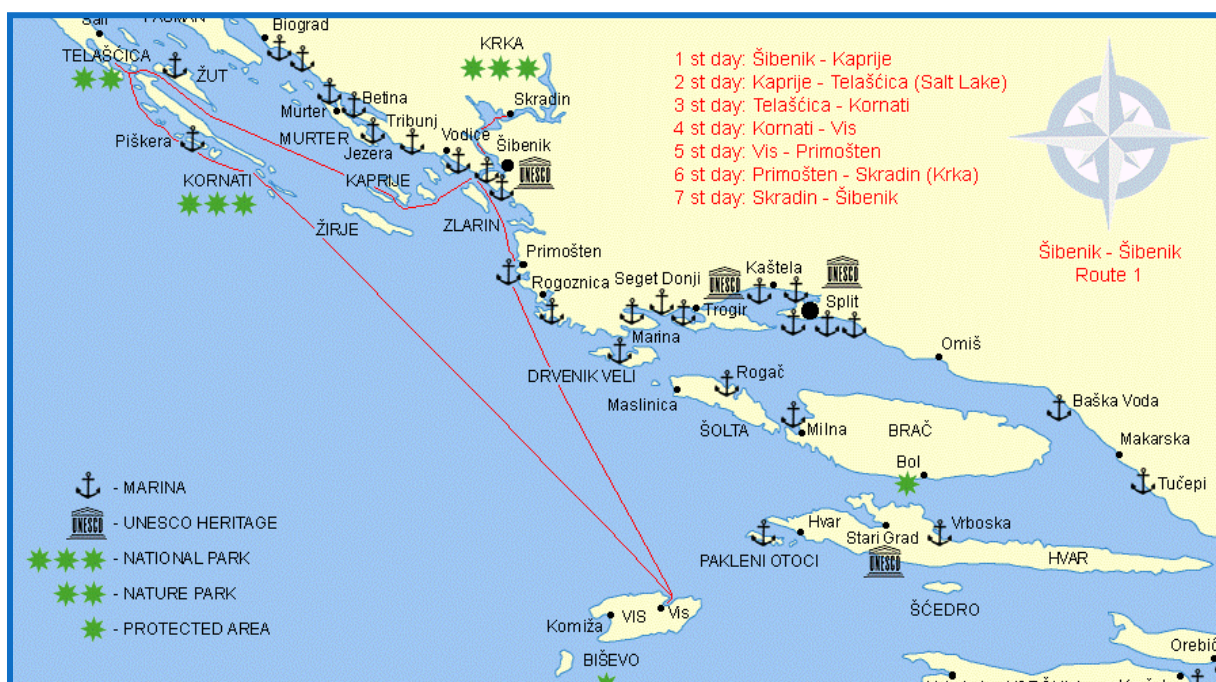 Sali
PAŠMAN
Biograd
TELAŠĆICA
ŽUT
KRKA
Skradin
Betina
Murter
Tribunj
MURTER
Vodice
Jezera
Šibenik
Piškera
UNESCO
KAPRIJE
KORNATI
ŽIRJE
ZLARIN
1 st day: Šibenik - Kaprije
2 st day: Kaprije - Telašćica (Salt Lake)
3 st day: Telašćica - Kornati
4 st day: Kornati - Vis
5 st day: Vis - Primošten
6 st day: Primošten - Skradin (Krka)
7 st day: Skradin - Šibenik
Šibenik - Šibenik
Route 1
Primošten
Rogoznica
Seget Donji
UNESCO
Kaštela
UNESCO
Trogir
Split
Marina
Omiš
DRVENIK VELI
Rogač
Maslinica
Baška Voda
ŠOLTA
Milna
BRAČ
Makarska
Bol
Tučepi
- MARINA
UNESCO
- UNESCO HERITAGE
- NATIONAL PARK
- NATURE PARK
- PROTECTED AREA
Hvar
Vrboska
Stari Grad
PAKLENI OTOCI
UNESCO
HVAR
ŠĆEDRO
VIS
Vis
Komiža
BIŠEVO
Orebić